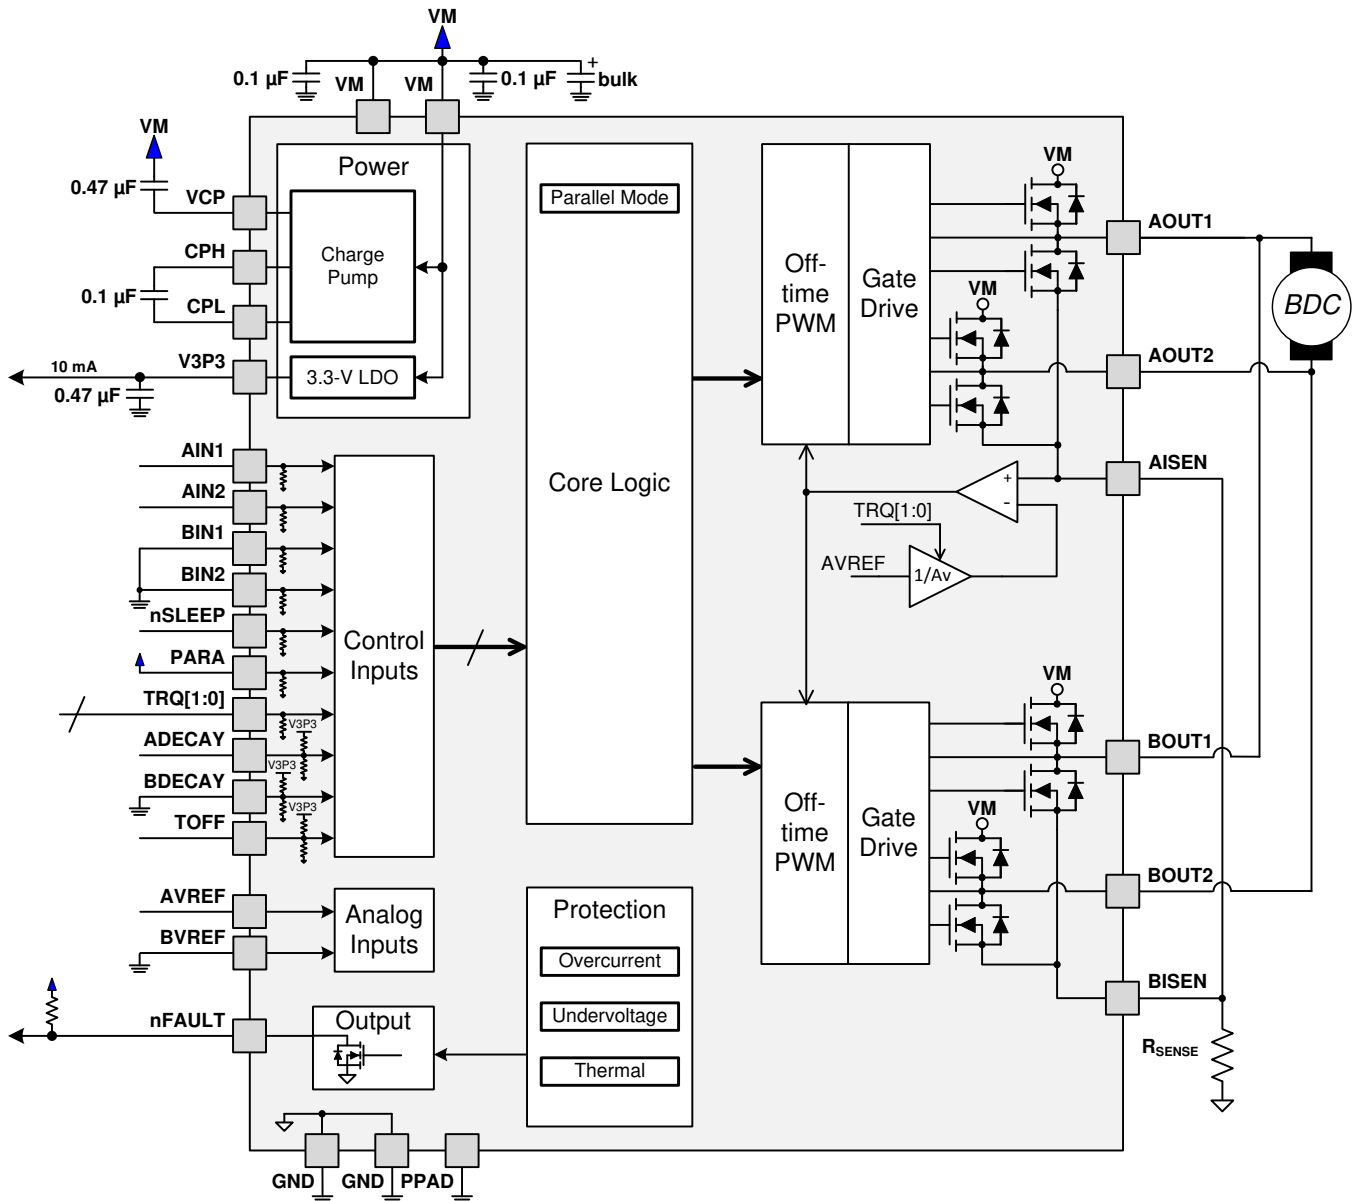 VM
0.1 µF
VM
VM
0.1 µF
+
bulk
VM
0.47 µF
VCP
CPH
0.1 µF
CPL
V3P3
10 mA
0.47 µF
Power
Charge
Pump
3.3-V LDO
Parallel Mode
Core Logic
Off-
time
PWM
Gate
Drive
VM
VM
AOUT1
BDC
AOUT2
AISEN
+
-
TRQ[1:0]
AVREF
1/Av
AIN1
AIN2
BIN1
BIN2
nSLEEP
PARA
TRQ[1:0]
ADECAY
BDECAY
TOFF
V3P3
V3P3
V3P3
Control
Inputs
AVREF
BVREF
Analog
Inputs
nFAULT
Output
Protection
Overcurrent
Undervoltage
Thermal
Off-
time
PWM
Gate
Drive
VM
VM
BOUT1
BOUT2
BISEN
RSENSE
GND
GND
PPAD